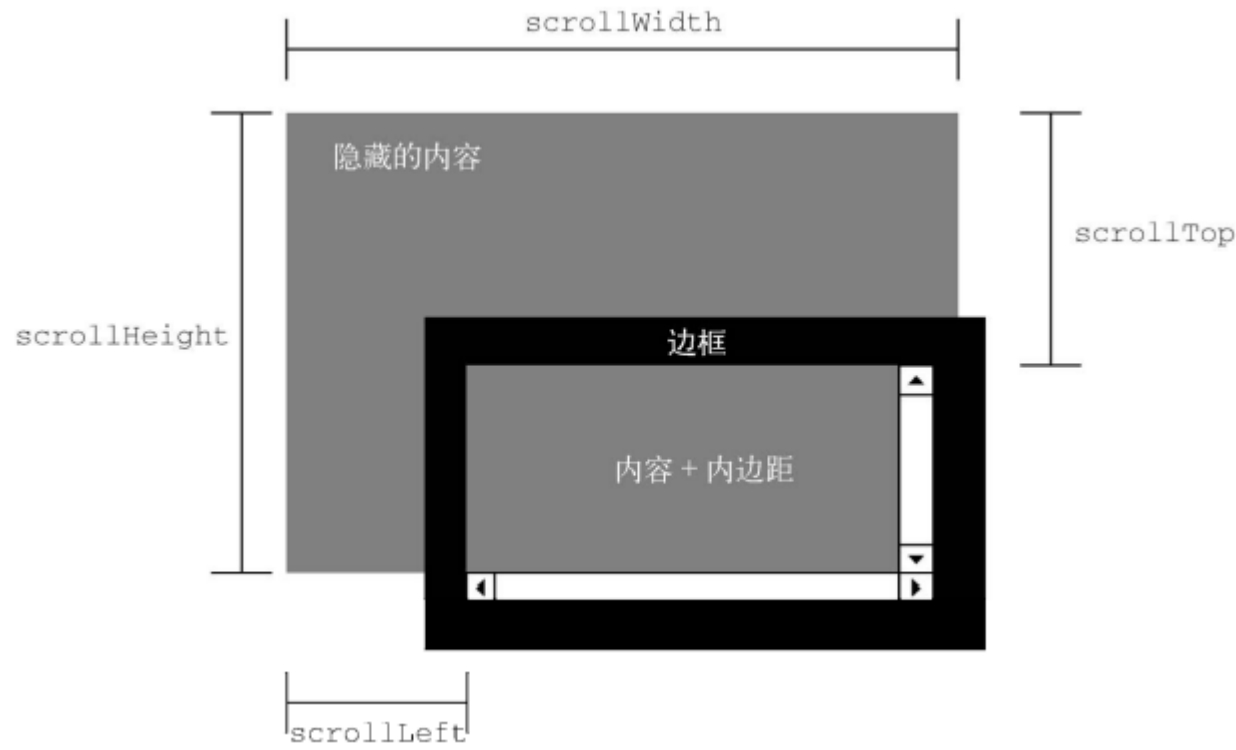 scrollWidth
隐藏的内容
scrollTop
scrollHeight
边框
内容 + 内边距
scrollLeft